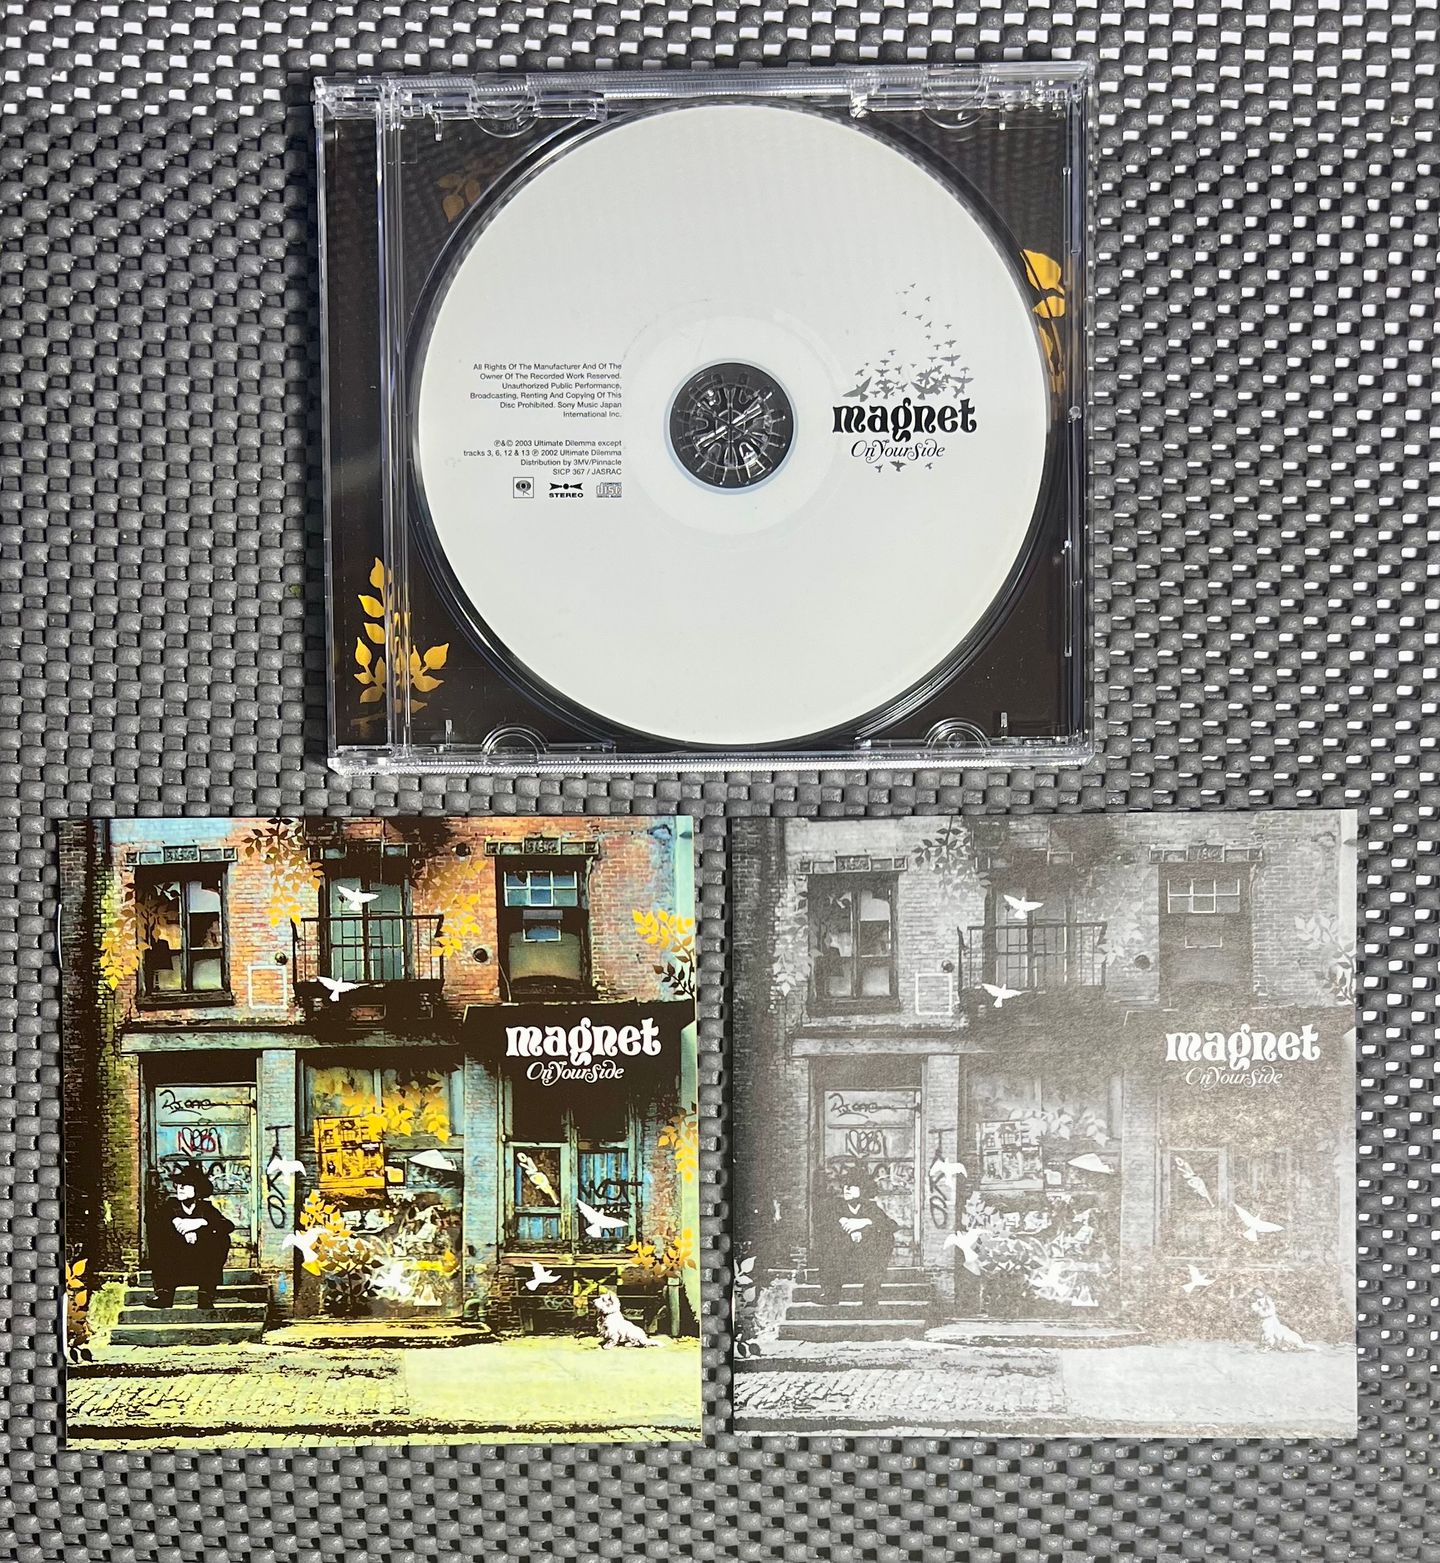 All Rights Of The Manufacturer And Of The
Owner Of The Recorded Work Reserved.
Unauthorized Public Performance,
Broadcasting, Renting And Copying Of This
Disc Prohibited. Sony Music Japan
International Inc.
℗&© 2003 Ultimate Dilemma except
tracks 3, 6, 12 & 13 ℗ 2002 Ultimate Dilemma
Distribution by 3MV/Pinnacle
SICP 367 / JASRAC
STEREO
disc
magnet
On Your Side
magnet
On Your Side
magnet
On Your Side